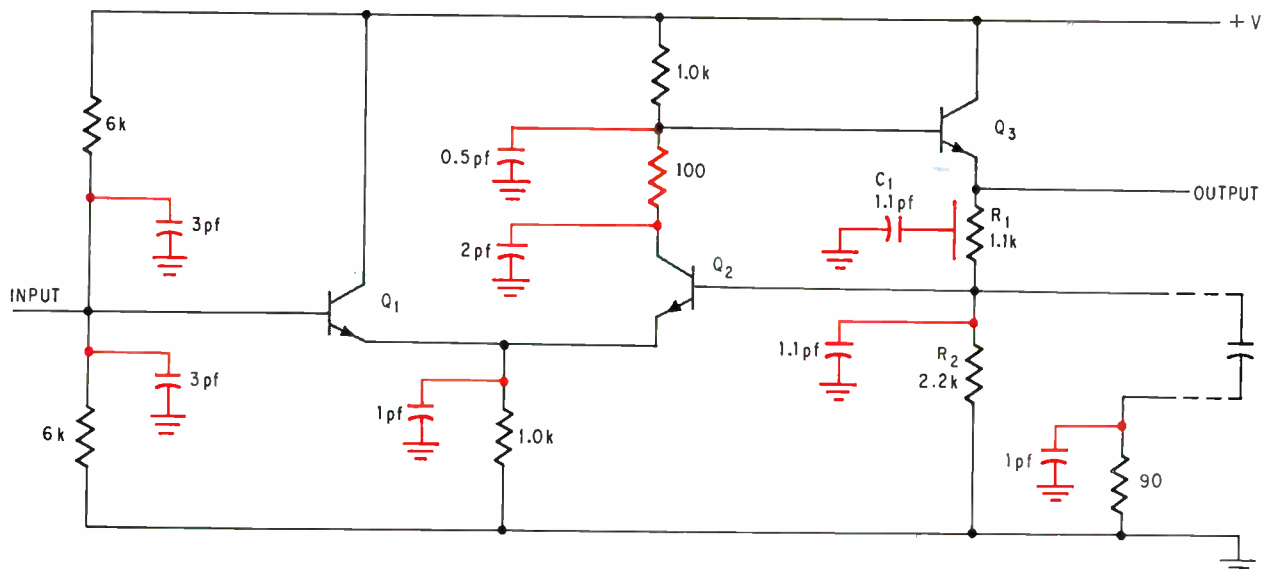 + V
1.0k
6k
Q3
0.5pf
100
C1
1.1pf
OUTPUT
R1
1.1k
3pf
2pf
Q2
INPUT
Q1
1.1pf
R2
2.2k
3pf
1pf
6k
1.0k
1pf
90